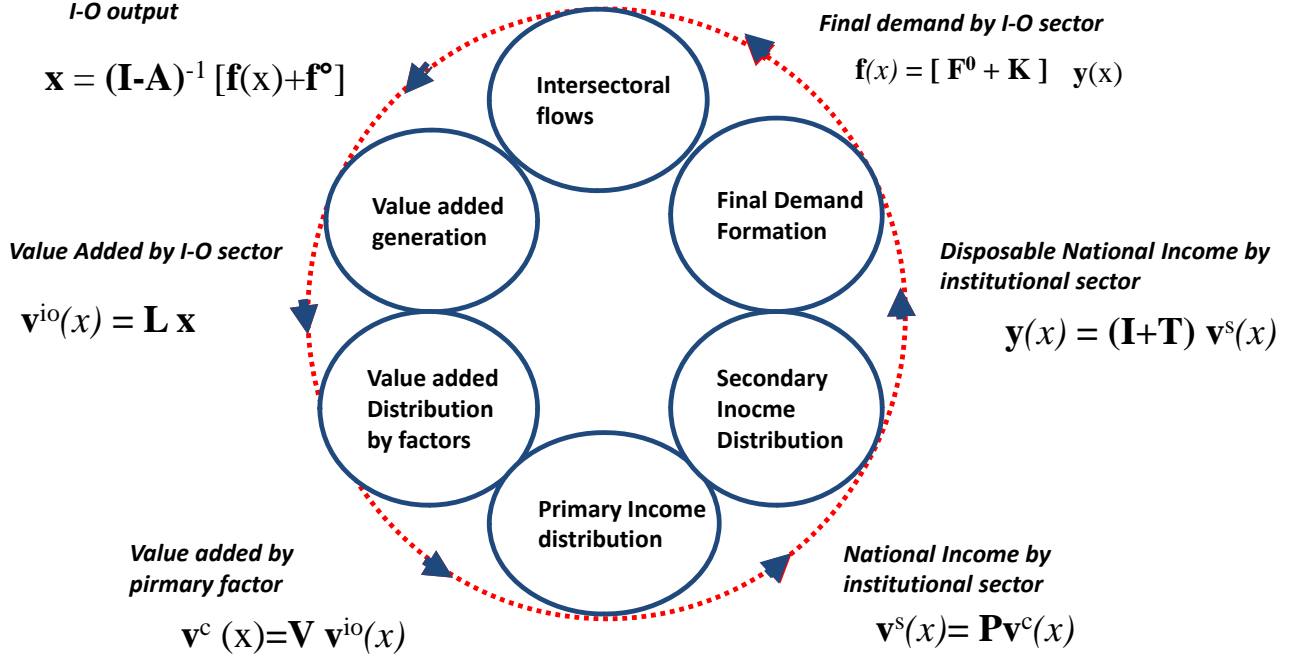 I-O output
x = (I-A)⁻¹ [f(x)+f°]
Final demand by I-O sector
f(x) = [ F⁰ + K ] y(x)
Intersectoral
flows
Value added
generation
Final Demand
Formation
Value Added by I-O sector
vⁱᵒ(x) = L x
Disposable National Income by
institutional sector
y(x) = (I+T) vˢ(x)
Value added
Distribution
by factors
Secondary
Inocme
Distribution
Primary Income
distribution
Value added by
pirmary factor
vᶜ (x)=V vⁱᵒ(x)
National Income by
institutional sector
vˢ(x)= Pvᶜ(x)